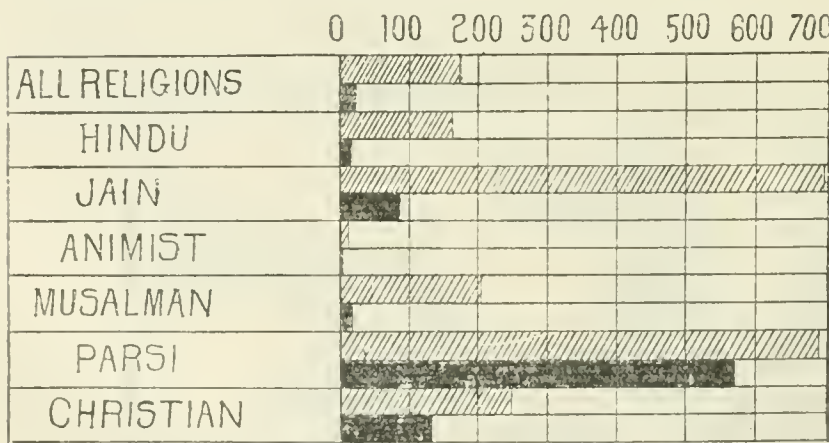 0 100 200 300 400 500 600 700
ALL RELIGIONS
HINDU
JAIN
ANIMIST
MUSALMAN
PARSI
CHRISTIAN